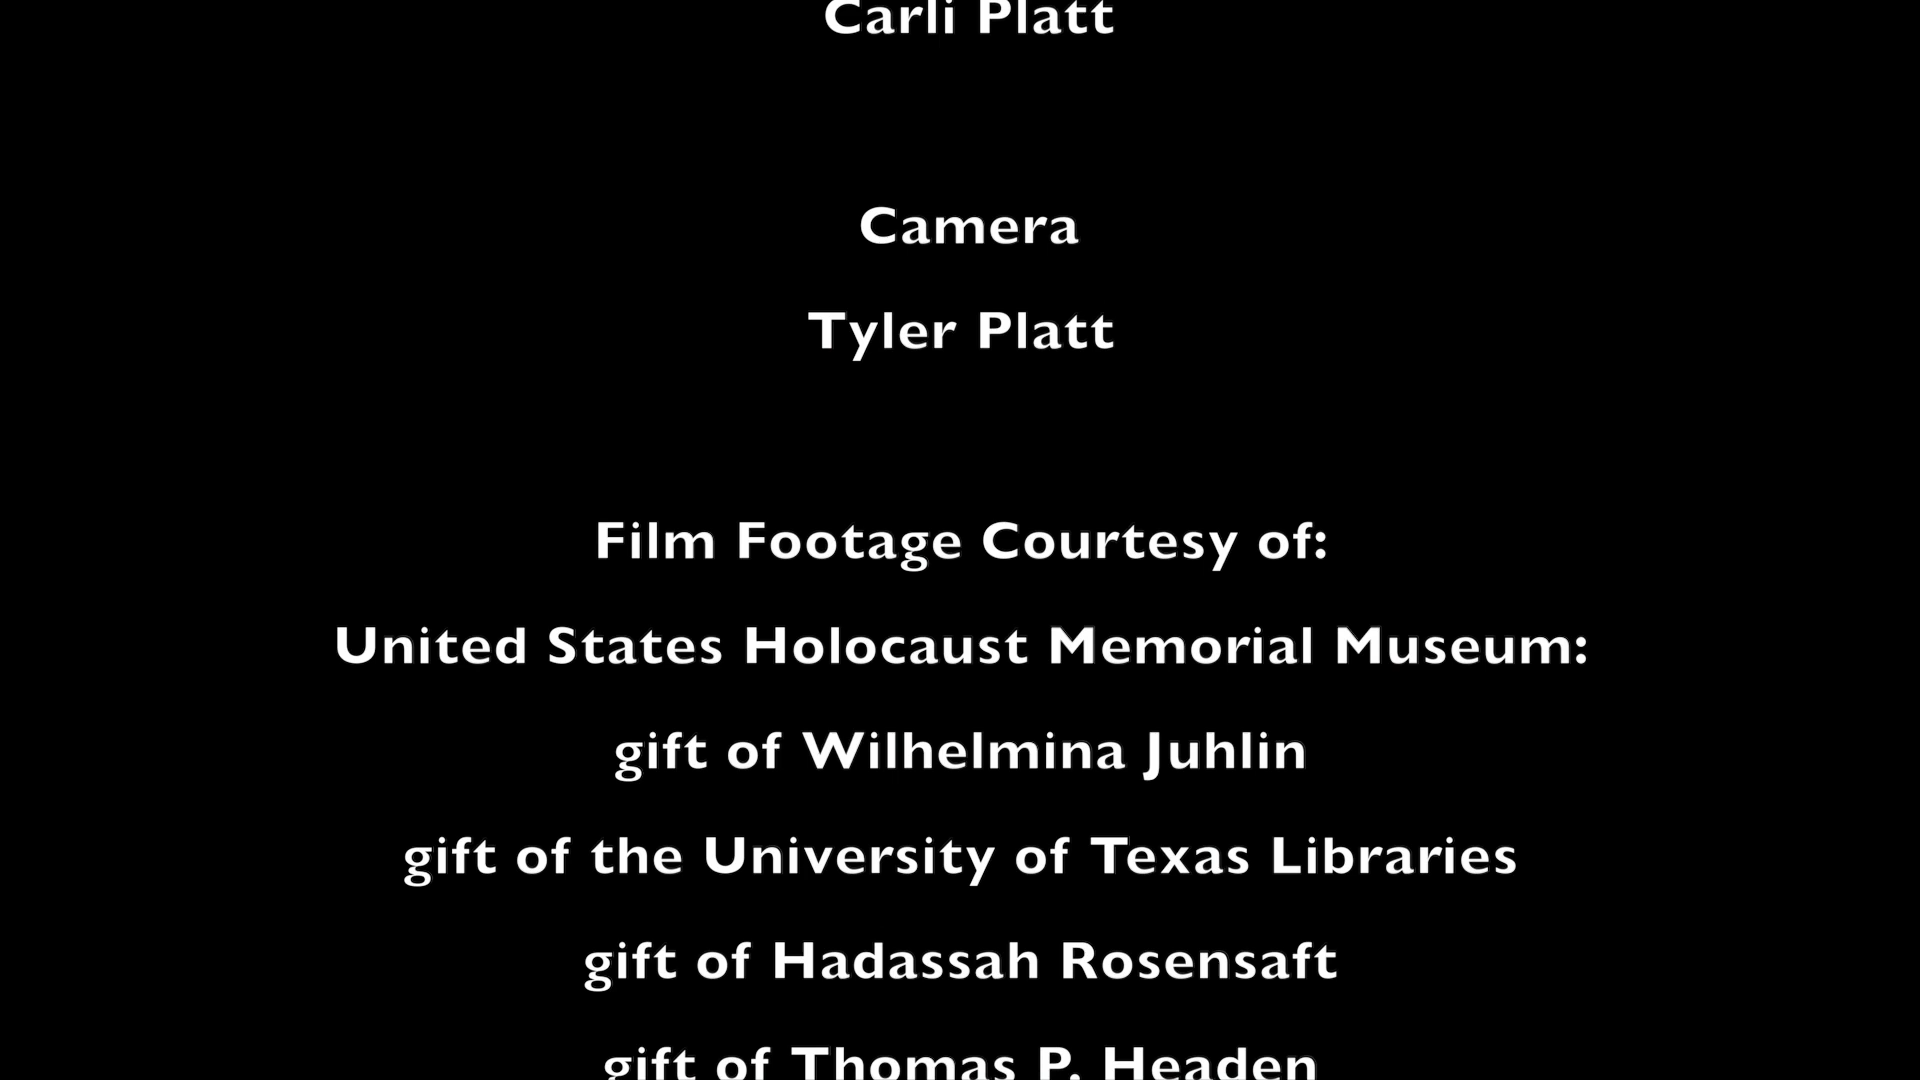 Carli Platt
Camera
Tyler Platt
Film Footage Courtesy of:
United States Holocaust Memorial Museum:
gift of Wilhelmina Juhlin
gift of the University of Texas Libraries
gift of Hadassah Rosensaft
gift of Thomas P. Headen